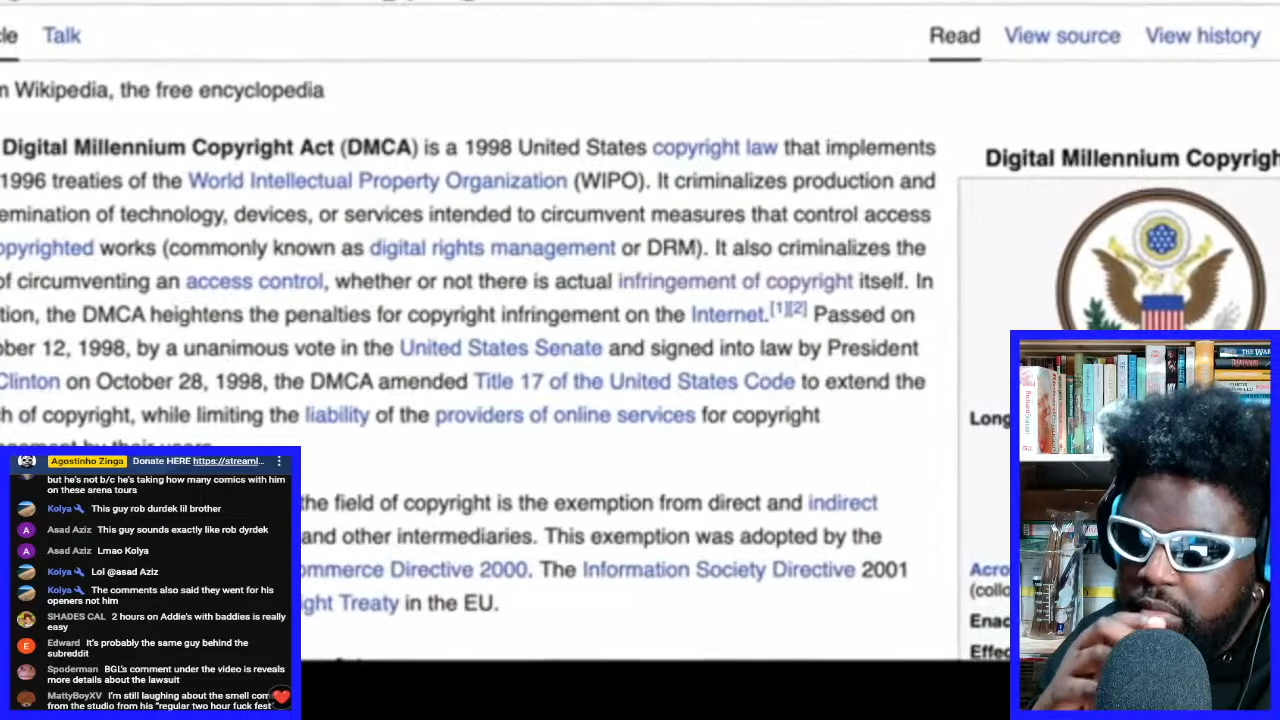 cle Talk Read View source View history
m Wikipedia, the free encyclopedia
Digital Millennium Copyright Act (DMCA) is a 1998 United States copyright law that implements
1996 treaties of the World Intellectual Property Organization (WIPO). It criminalizes production and
emination of technology, devices, or services intended to circumvent measures that control access
opyrighted works (commonly known as digital rights management or DRM). It also criminalizes the
of circumventing an access control, whether or not there is actual infringement of copyright itself. In
tion, the DMCA heightens the penalties for copyright infringement on the Internet.[1][2] Passed on
ober 12, 1998, by a unanimous vote in the United States Senate and signed into law by President
Clinton on October 28, 1998, the DMCA amended Title 17 of the United States Code to extend the
ch of copyright, while limiting the liability of the providers of online services for copyright
the field of copyright is the exemption from direct and indirect
and other intermediaries. This exemption was adopted by the
ommerce Directive 2000. The Information Society Directive 2001
ght Treaty in the EU.
Digital Millennium Copyrigh
Long
Acro
(collo
Enac
Effec
Agostinho Zinga Donate HERE https://streaml...
but he's not b/c he's taking how many comics with him
on these arena tours
Kolya This guy rob durdek lil brother
A Asad Aziz This guy sounds exactly like rob dyrdek
A Asad Aziz Lmao Kolya
Kolya Lol @asad Aziz
Kolya The comments also said they went for his
openers not him
SHADES CAL 2 hours on Addie's with baddies is really
easy
E Edward It's probably the same guy behind the
subreddit
Spoderman BGL's comment under the video is reveals
more details about the lawsuit
MattyBoyXV I'm still laughing about the smell com
from the studio from his "regular two hour fuck fest"
THE WAR